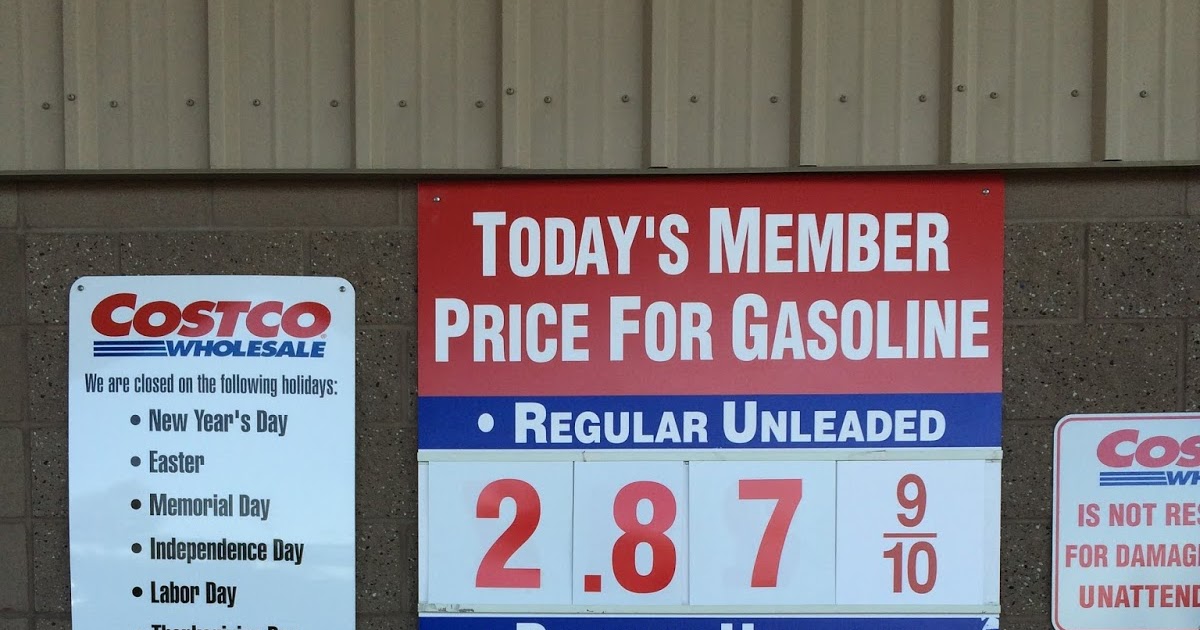 COSTCO
WHOLESALE
We are closed on the following holidays:
• New Year's Day
• Easter
• Memorial Day
• Independence Day
• Labor Day
TODAY'S MEMBER
PRICE FOR GASOLINE
• REGULAR UNLEADED
2.87 9/10
COS
WH
IS NOT RES
FOR DAMAG
UNATTEND